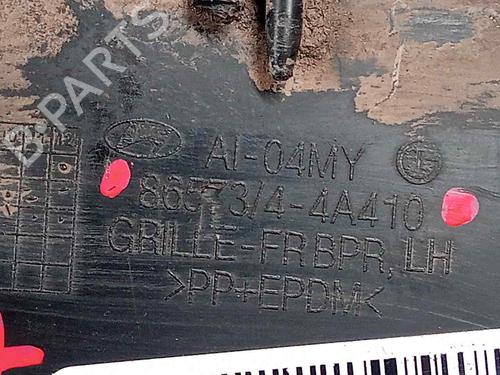 B-PARTS
AI-04MY
86573/4-4A410
GRILLE-FR BPR, LH
>PP+EPDM<